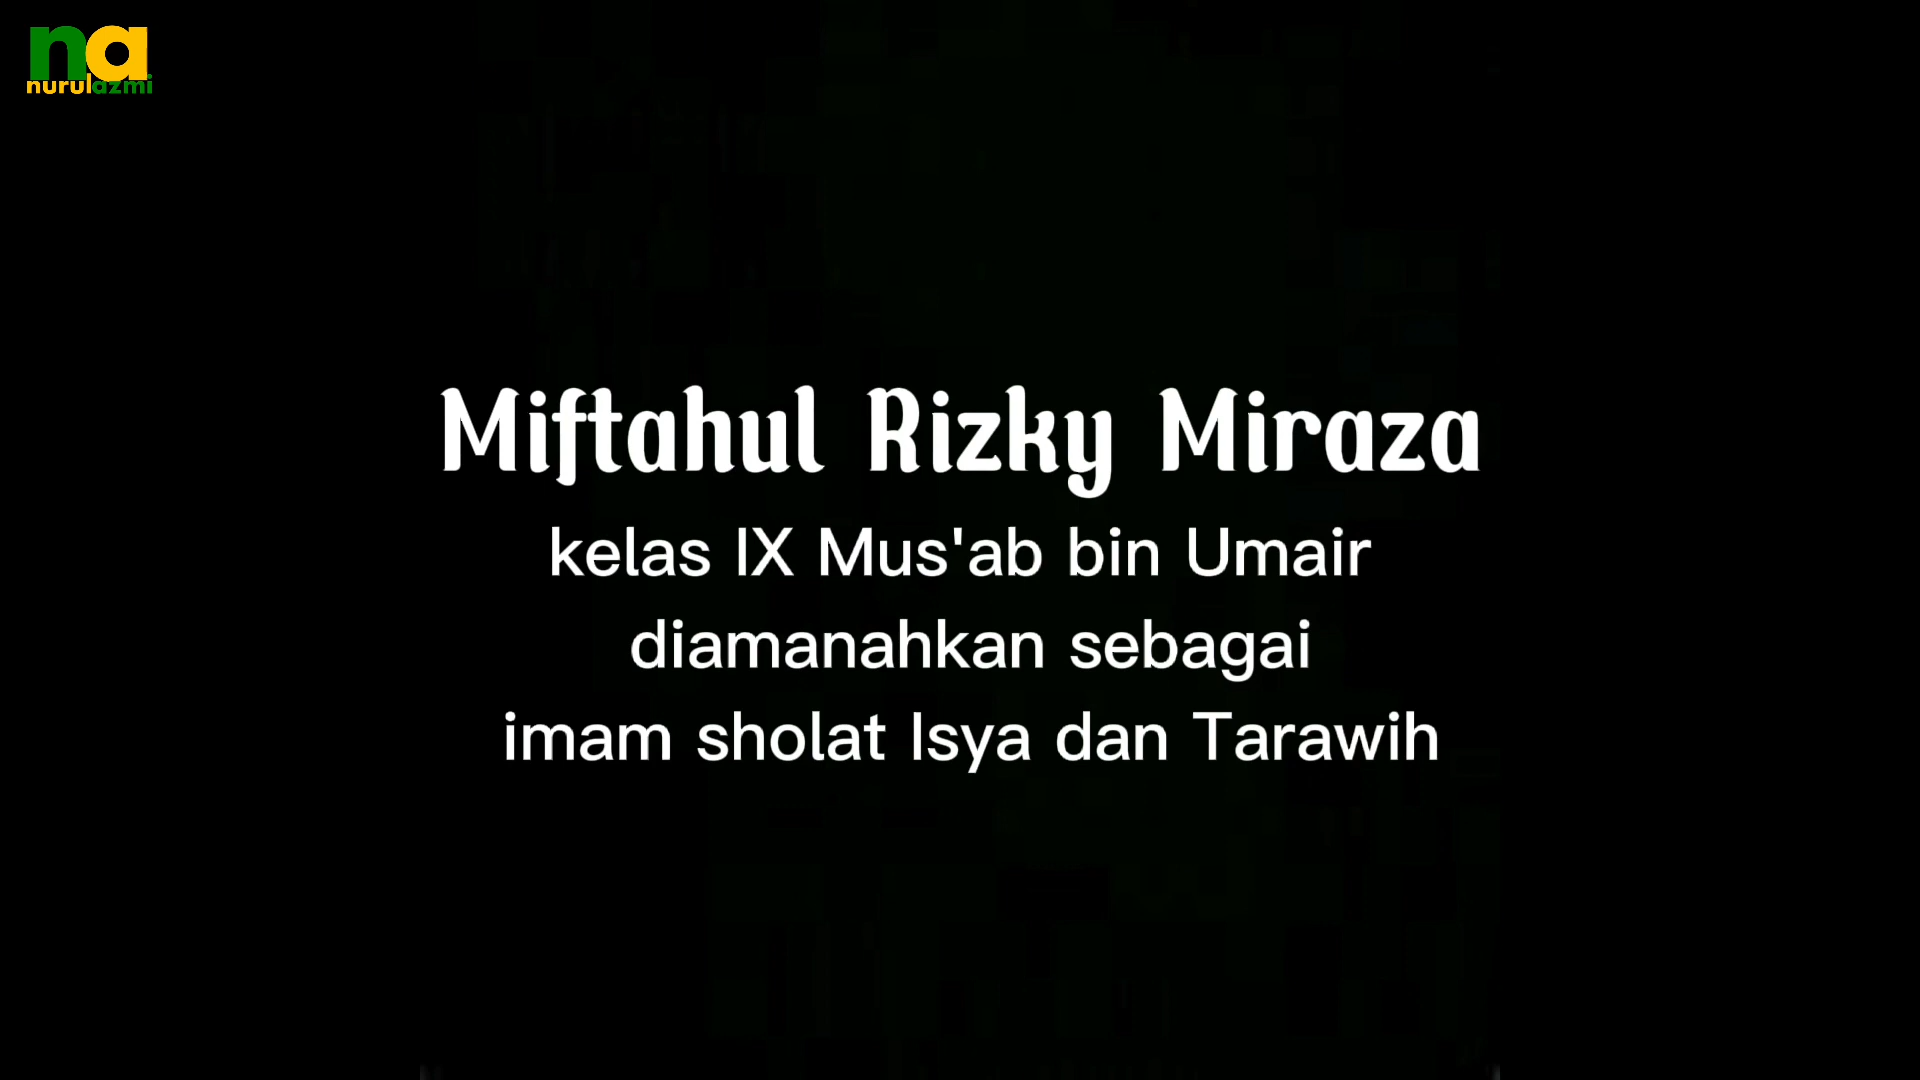 na
nurulazmi
Miftahul Rizky Miraza
kelas IX Mus'ab bin Umair
diamanahkan sebagai
imam sholat Isya dan Tarawih